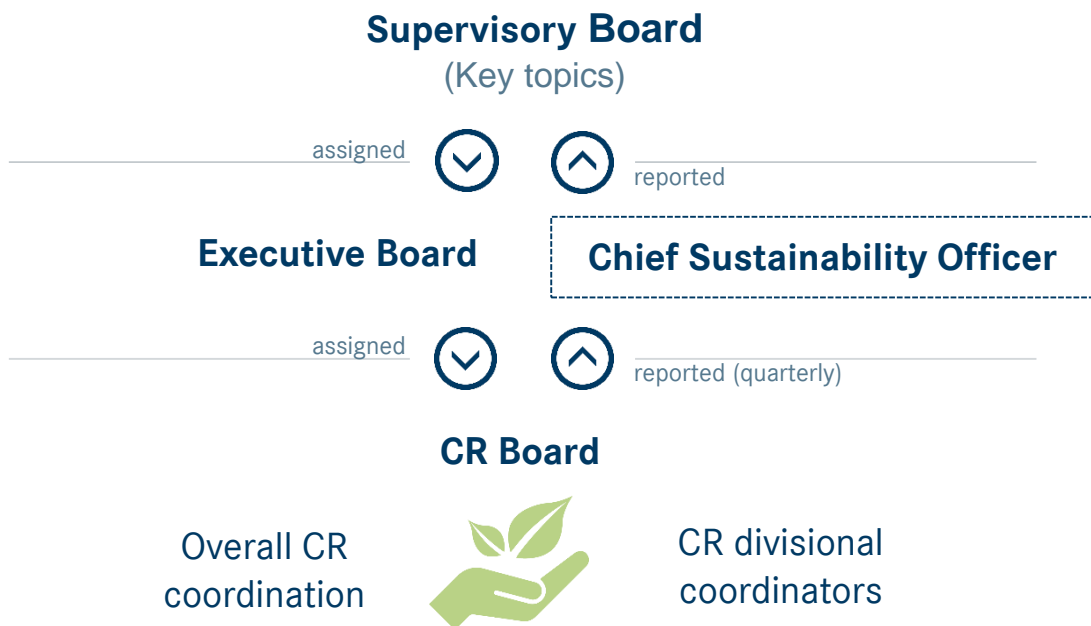 Supervisory Board
(Key topics)
assigned
reported
Executive Board
Chief Sustainability Officer
assigned
reported (quarterly)
CR Board
Overall CR
coordination
CR divisional
coordinators